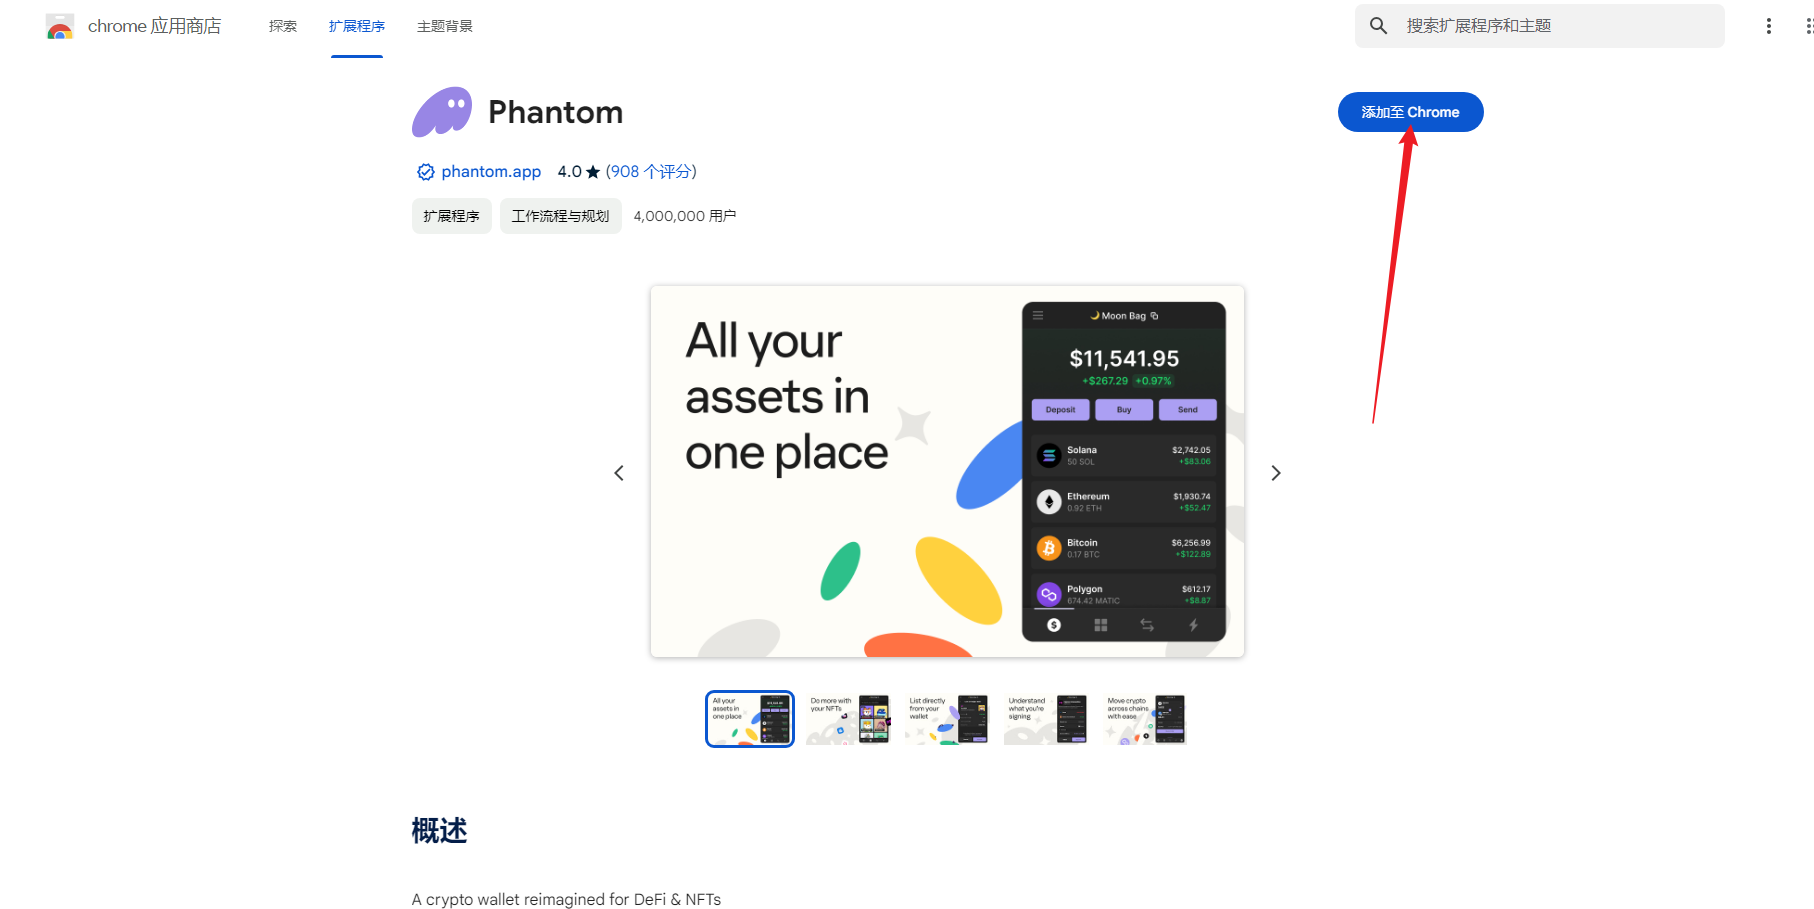 chrome 应用商店
探索
扩展程序
主题背景
搜索扩展程序和主题
Phantom
添加至 Chrome
phantom.app 4.0 ★ (908 个评分)
扩展程序
工作流程与规划
4,000,000 用户
All your
assets in
one place
Moon Bag
$11,541.95
+$267.29 +0.97%
Deposit
Buy
Send
Solana $2,742.05
50 SOL +$83.06
Ethereum $1,930.74
0.92 ETH +$52.47
Bitcoin $6,256.99
0.17 BTC +$122.89
Polygon $612.17
674.42 MATIC +$8.87
All your
assets in
one place
Do more with
your NFTs
List directly
from your
wallet
Understand
what you're
signing
Move crypto
across chains
with ease
概述
A crypto wallet reimagined for DeFi & NFTs